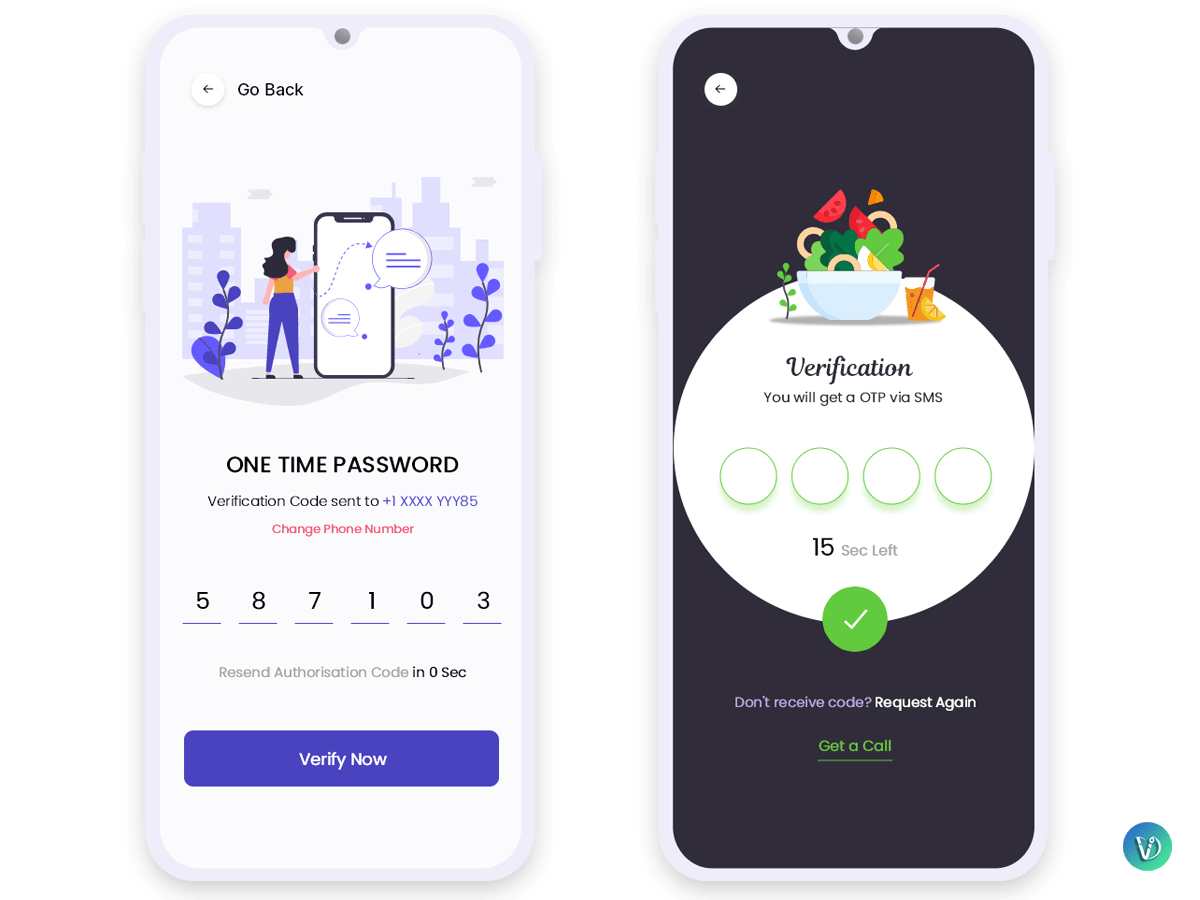 Go Back
ONE TIME PASSWORD
Verification Code sent to +1 XXXX YYY85
Change Phone Number
5 8 7 1 0 3
Resend Authorisation Code in 0 Sec
Verify Now
Verification
You will get a OTP via SMS
15 Sec Left
Don't receive code? Request Again
Get a Call